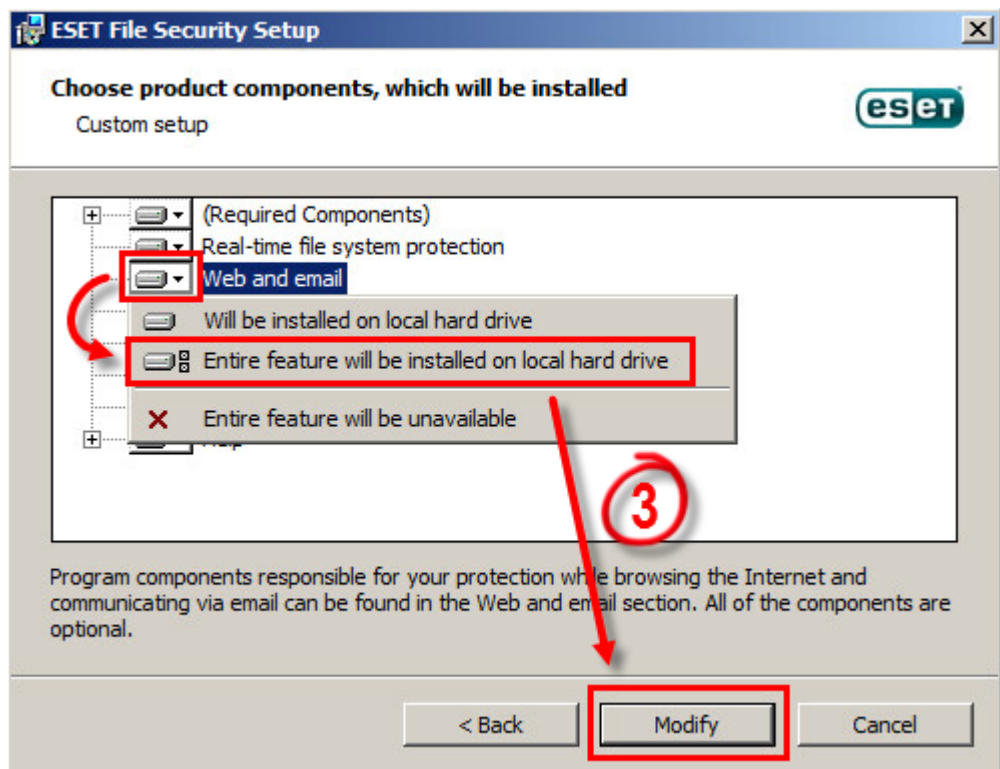 ESET File Security Setup
Choose product components, which will be installed
Custom setup
eset
(Required Components)
Real-time file system protection
Web and email
Will be installed on local hard drive
Entire feature will be installed on local hard drive
Entire feature will be unavailable
3
Program components responsible for your protection while browsing the Internet and
communicating via email can be found in the Web and email section. All of the components are
optional.
< Back
Modify
Cancel